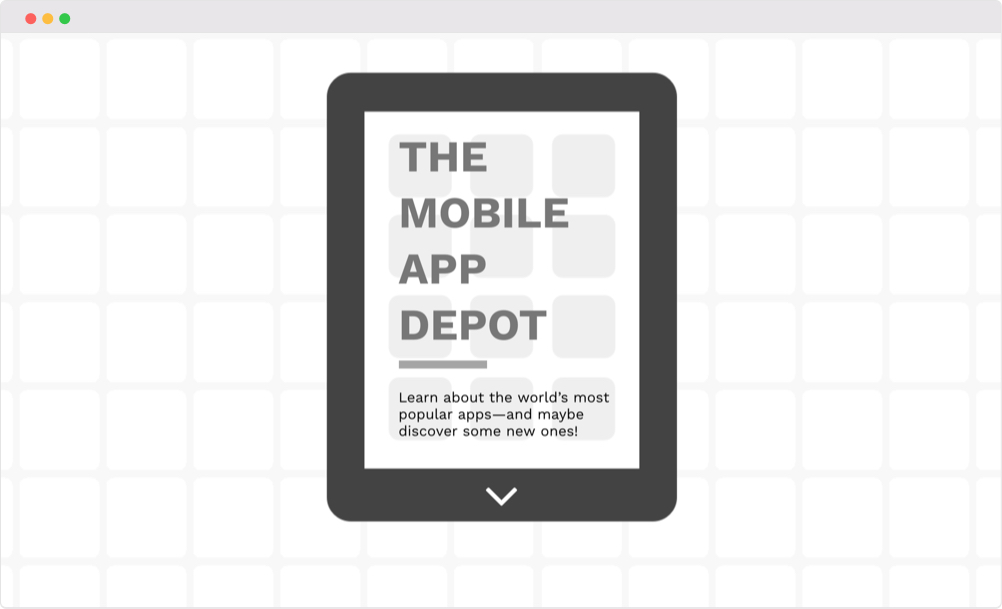 THE
MOBILE
APP
DEPOT
Learn about the world’s most
popular apps—and maybe
discover some new ones!